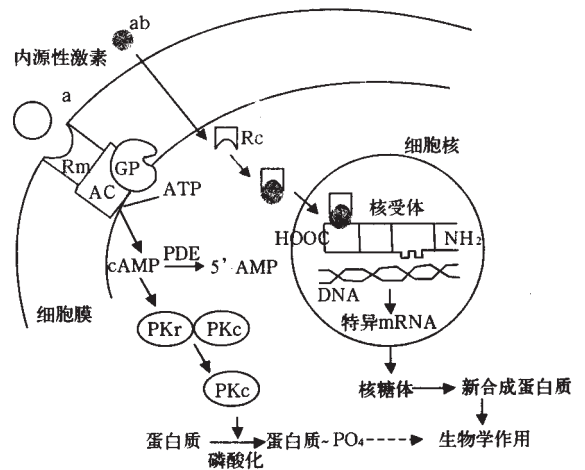 ab
内源性激素
a
Rc
细胞核
Rm
GP
AC
ATP
核受体
HOOC
NH₂
cAMP
PDE
5'-AMP
DNA
细胞膜
特异mRNA
PKr
PKc
PKc
核糖体
新合成蛋白质
蛋白质
磷酸化
蛋白质~PO₄
生物学作用